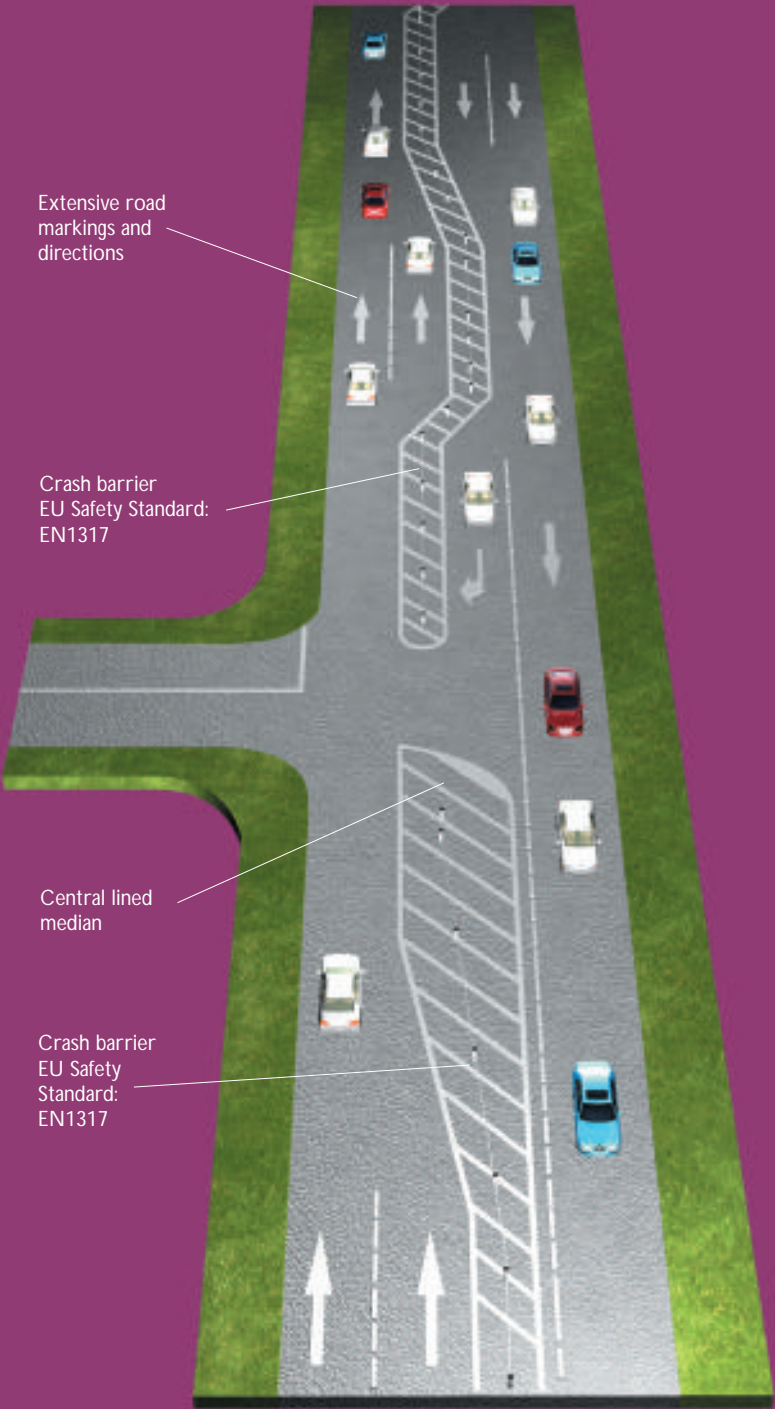 Extensive road
markings and
directions
Crash barrier
EU Safety Standard:
EN1317
Central lined
median
Crash barrier
EU Safety
Standard:
EN1317